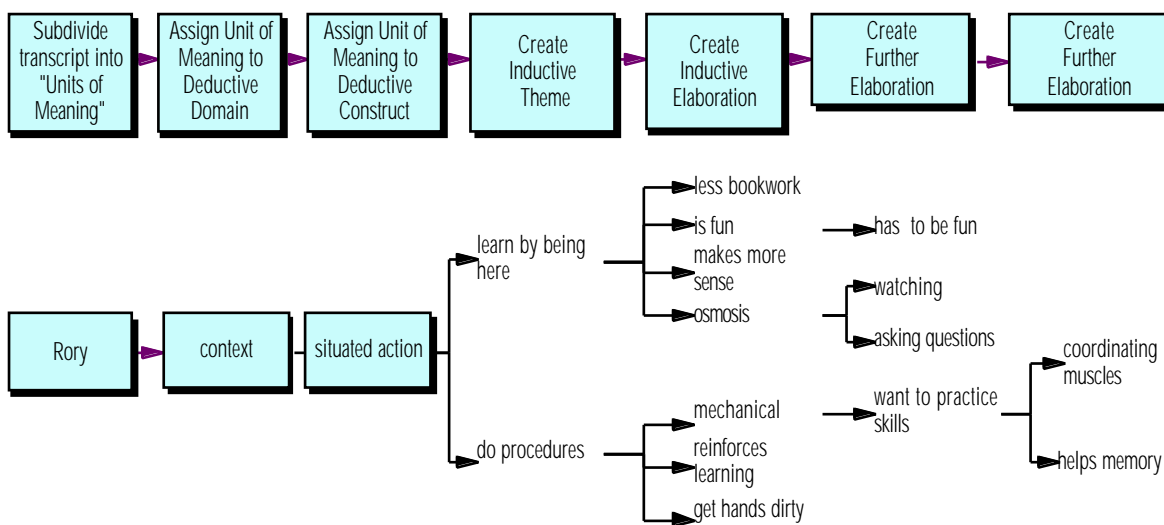 Subdivide
transcript into
"Units of
Meaning"
Assign Unit of
Meaning to
Deductive
Domain
Assign Unit of
Meaning to
Deductive
Construct
Create
Inductive
Theme
Create
Inductive
Elaboration
Create
Further
Elaboration
Create
Further
Elaboration
Rory
context
situated action
learn by being
here
less bookwork
is fun
has to be fun
makes more
sense
osmosis
watching
asking questions
do procedures
mechanical
want to practice
skills
coordinating
muscles
helps memory
reinforces
learning
get hands dirty